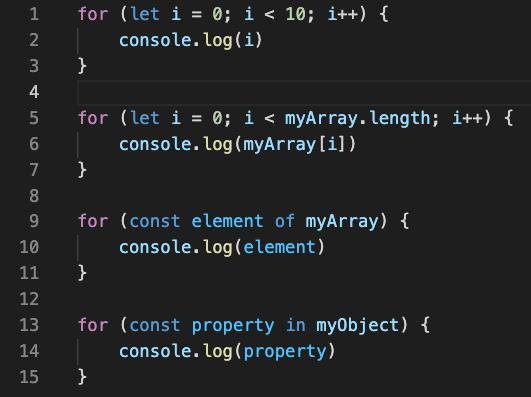 1 for (let i = 0; i < 10; i++) {
2     console.log(i)
3 }
4
5 for (let i = 0; i < myArray.length; i++) {
6     console.log(myArray[i])
7 }
8
9 for (const element of myArray) {
10     console.log(element)
11 }
12
13 for (const property in myObject) {
14     console.log(property)
15 }